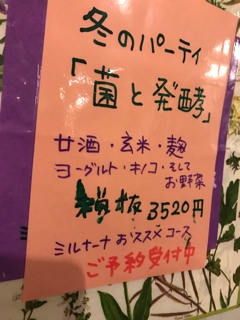 冬のパーティ
「菌と発酵」
甘酒・玄米・麹
ヨーグルト・キノコ・そして
お野菜
税抜3520円
ミルナーナおススメコース
ご予約受付中